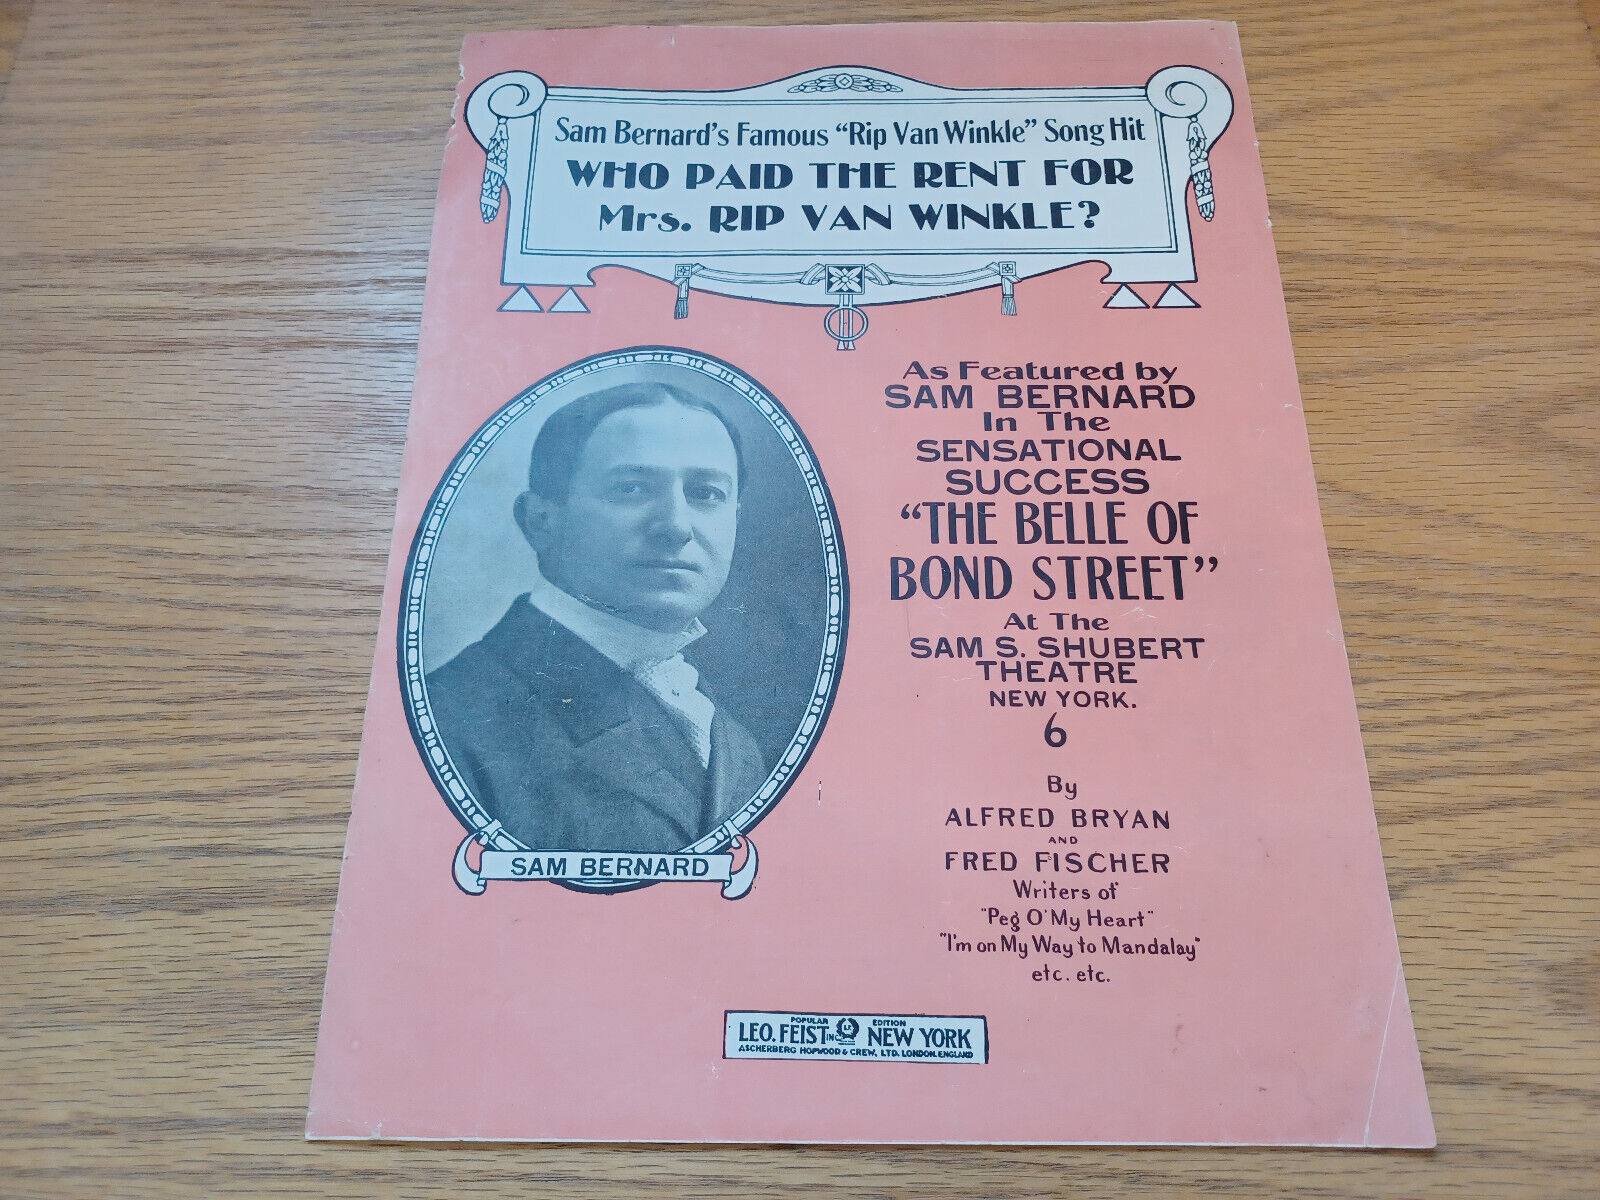 Sam Bernard's Famous "Rip Van Winkle" Song Hit
WHO PAID THE RENT FOR
Mrs. RIP VAN WINKLE?
As Featured by
SAM BERNARD
In The
SENSATIONAL
SUCCESS
"THE BELLE OF
BOND STREET"
At The
SAM S. SHUBERT
THEATRE
NEW YORK.
6
By
ALFRED BRYAN
AND
FRED FISCHER
Writers of
"Peg O' My Heart"
"I'm on My Way to Mandalay"
etc. etc.
SAM BERNARD
POPULAR EDITION
LEO. FEIST INC NEW YORK
ASCHERBERG HOPWOOD & CREW, LTD. LONDON. ENGLAND